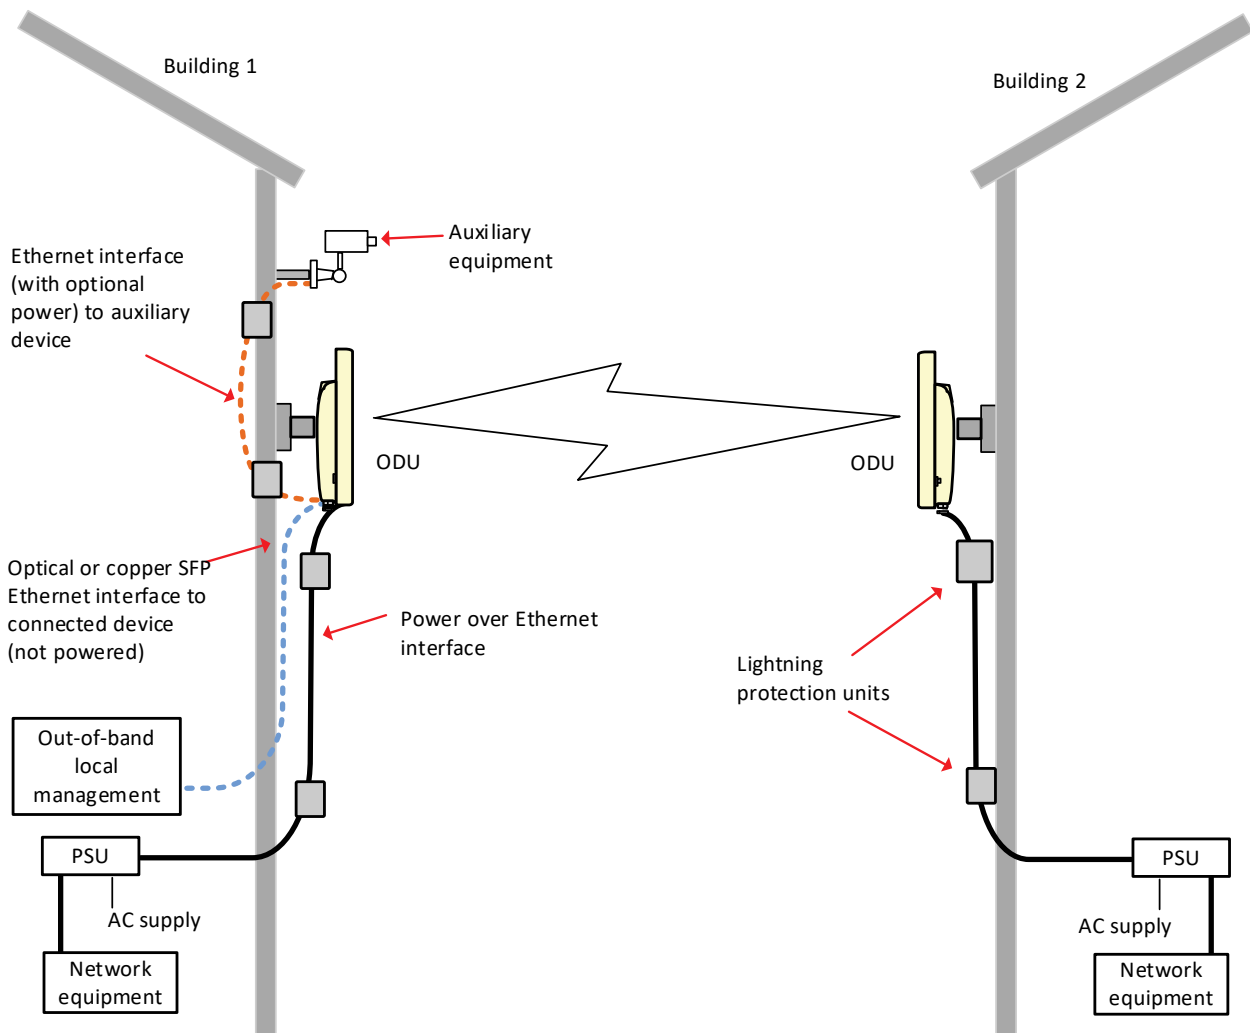 Building 1
Building 2
Auxiliary
equipment
Ethernet interface
(with optional
power) to auxiliary
device
ODU
ODU
Optical or copper SFP
Ethernet interface to
connected device
(not powered)
Power over Ethernet
interface
Lightning
protection units
Out-of-band
local
management
PSU
AC supply
Network
equipment
PSU
AC supply
Network
equipment